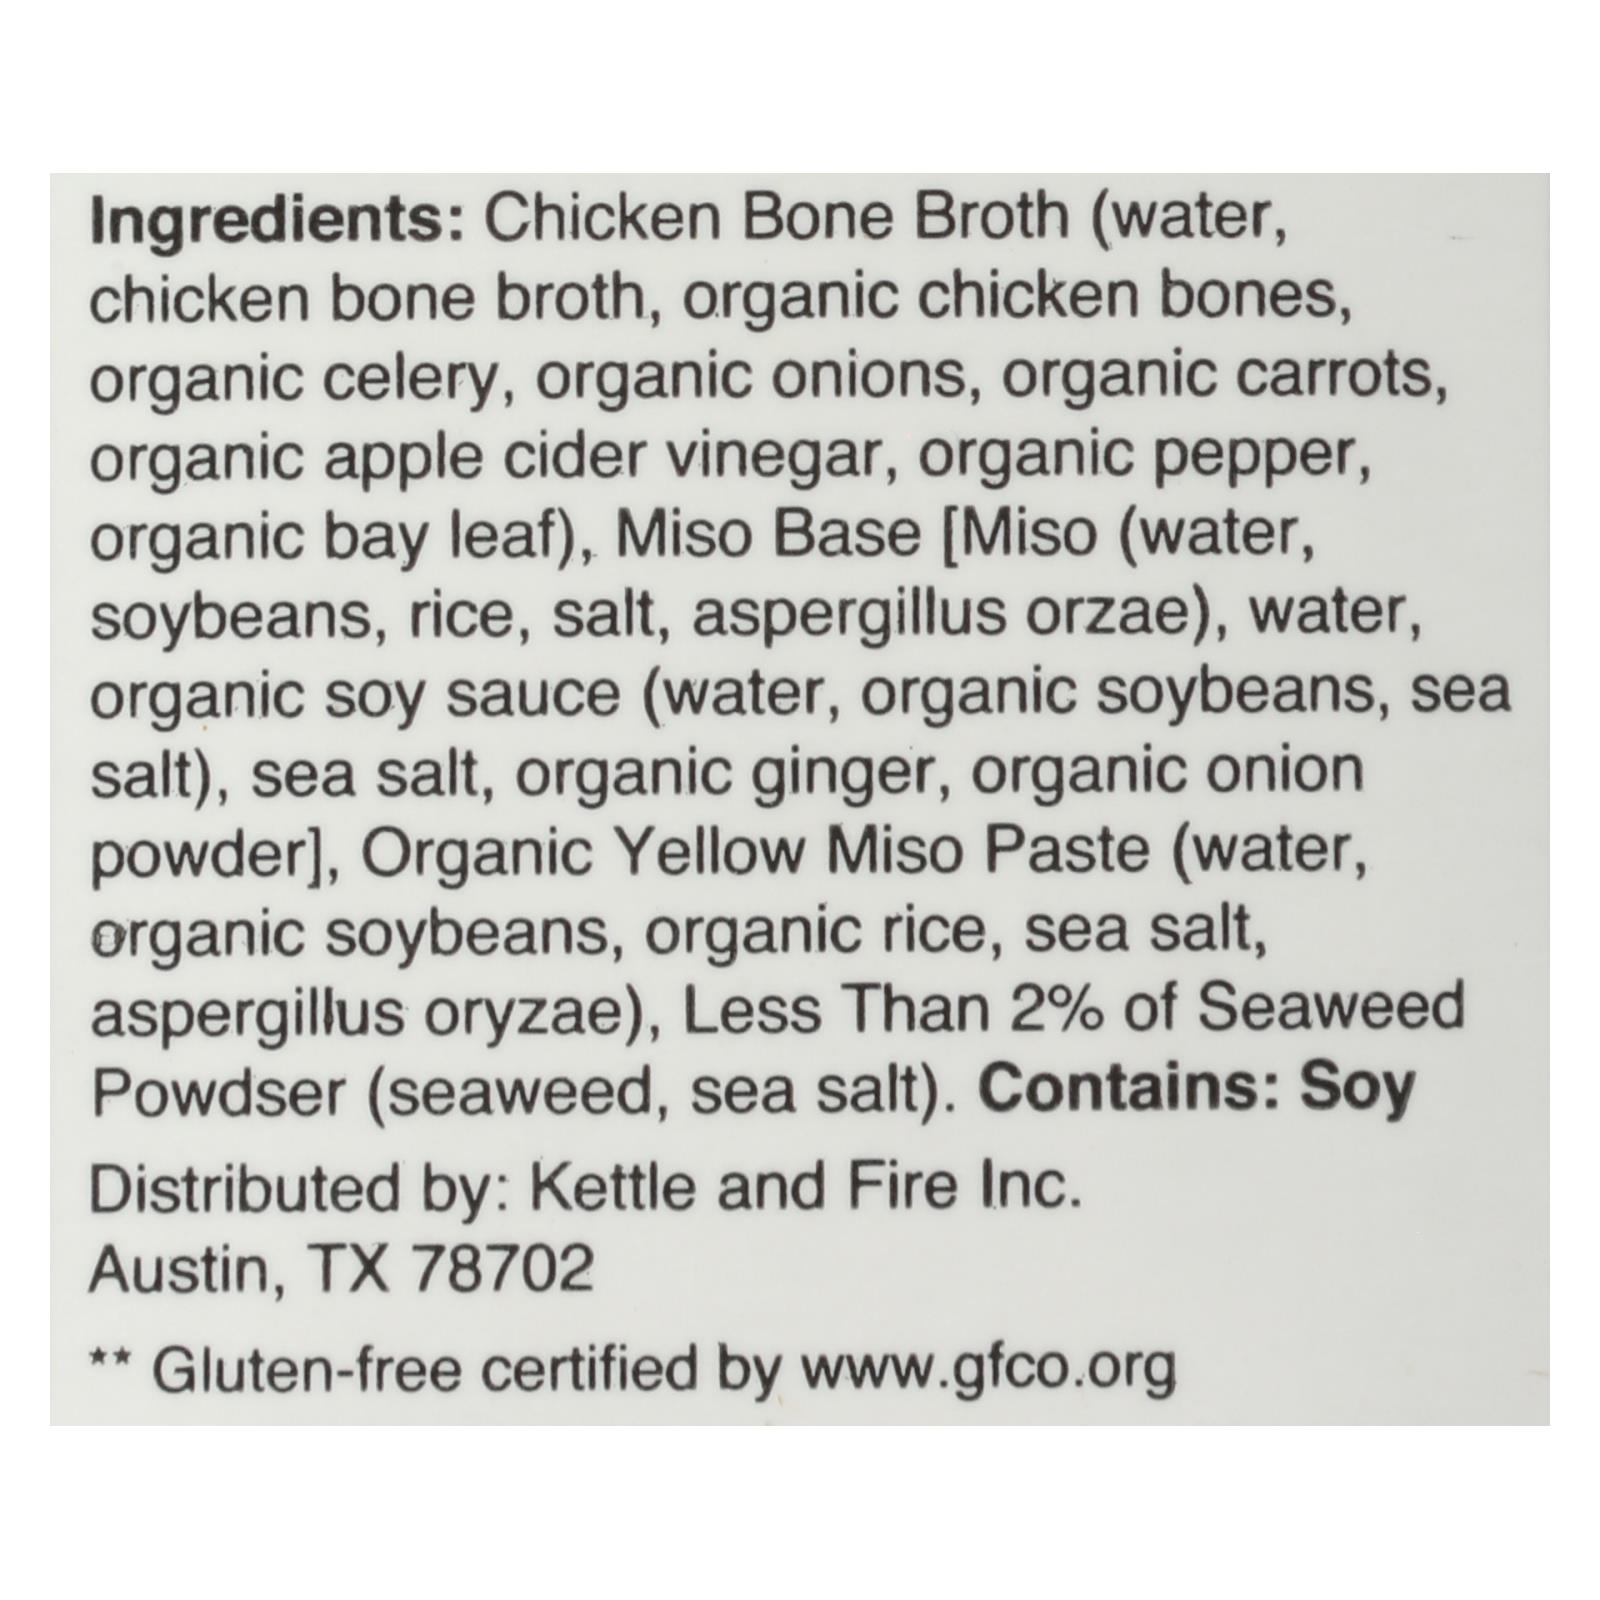 Ingredients: Chicken Bone Broth (water,
chicken bone broth, organic chicken bones,
organic celery, organic onions, organic carrots,
organic apple cider vinegar, organic pepper,
organic bay leaf), Miso Base [Miso (water,
soybeans, rice, salt, aspergillus orzae), water,
organic soy sauce (water, organic soybeans, sea
salt), sea salt, organic ginger, organic onion
powder], Organic Yellow Miso Paste (water,
organic soybeans, organic rice, sea salt,
aspergillus oryzae), Less Than 2% of Seaweed
Powdser (seaweed, sea salt). Contains: Soy
Distributed by: Kettle and Fire Inc.
Austin, TX 78702
** Gluten-free certified by www.gfco.org